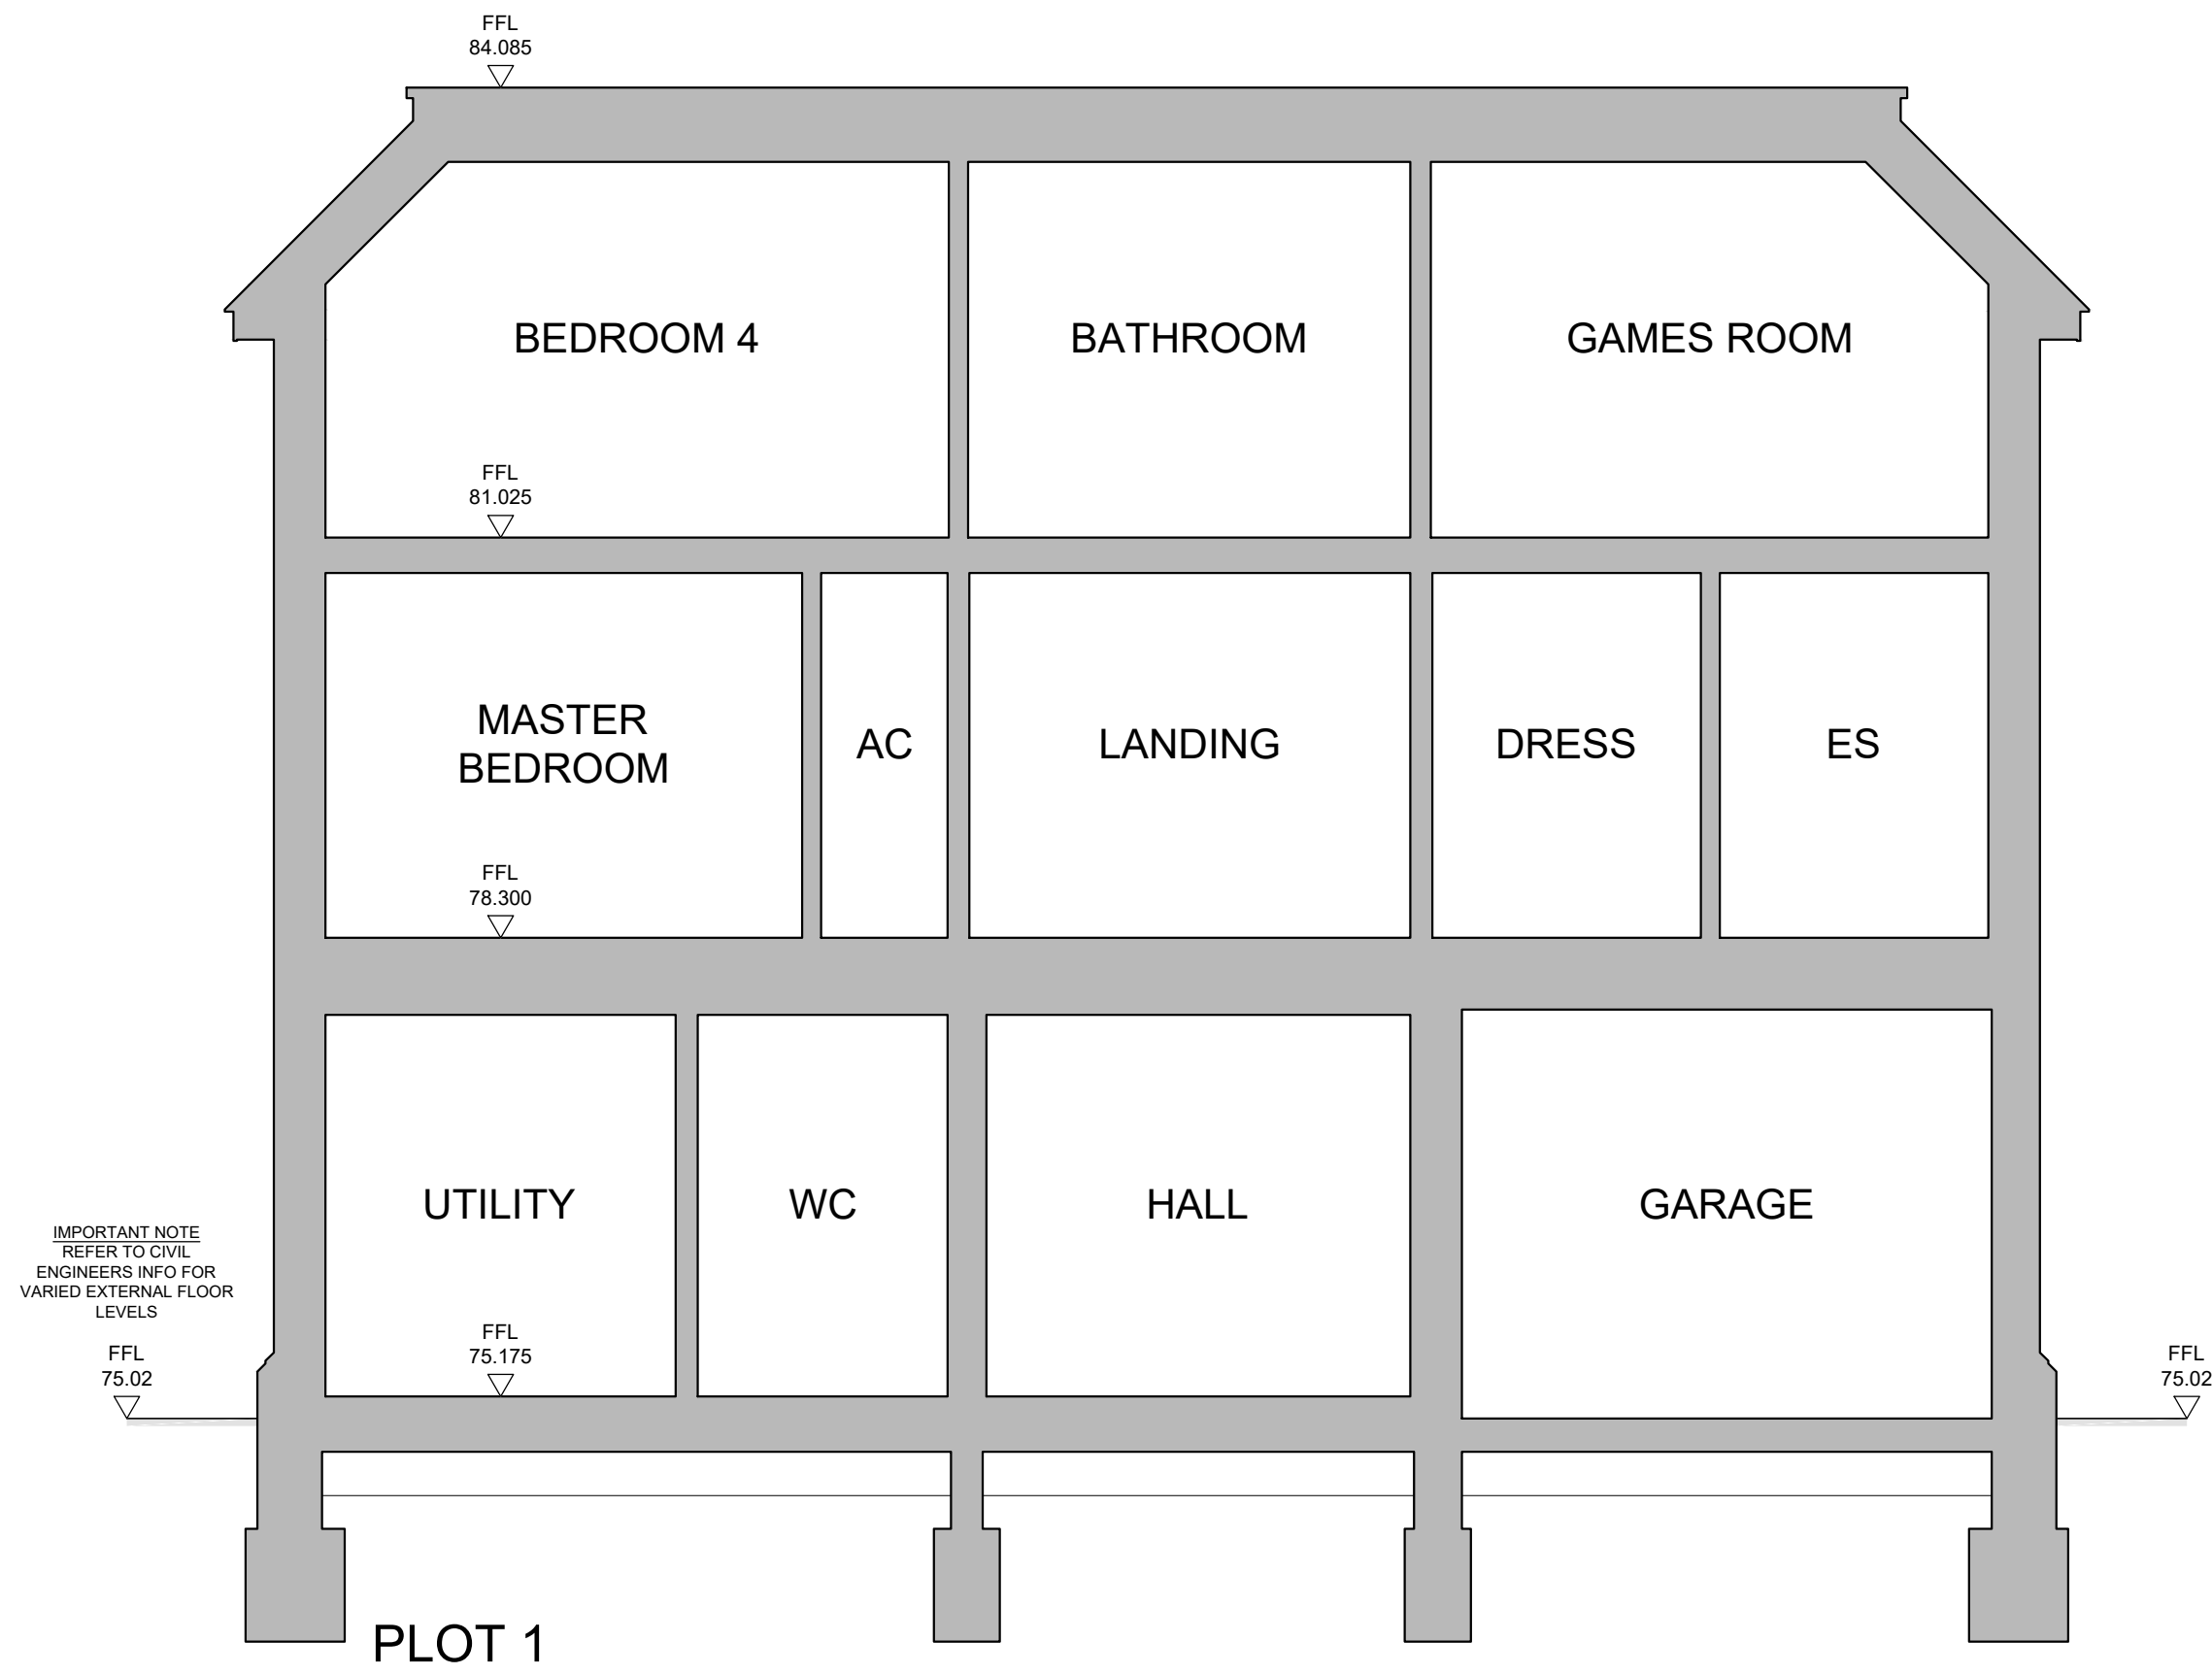 FFL
84.085
BEDROOM 4
BATHROOM
GAMES ROOM
FFL
81.025
MASTER
BEDROOM
AC
LANDING
DRESS
ES
FFL
78.300
UTILITY
WC
HALL
GARAGE
IMPORTANT NOTE
REFER TO CIVIL
ENGINEERS INFO FOR
VARIED EXTERNAL FLOOR
LEVELS
FFL
75.175
FFL
75.02
FFL
75.02
PLOT 1